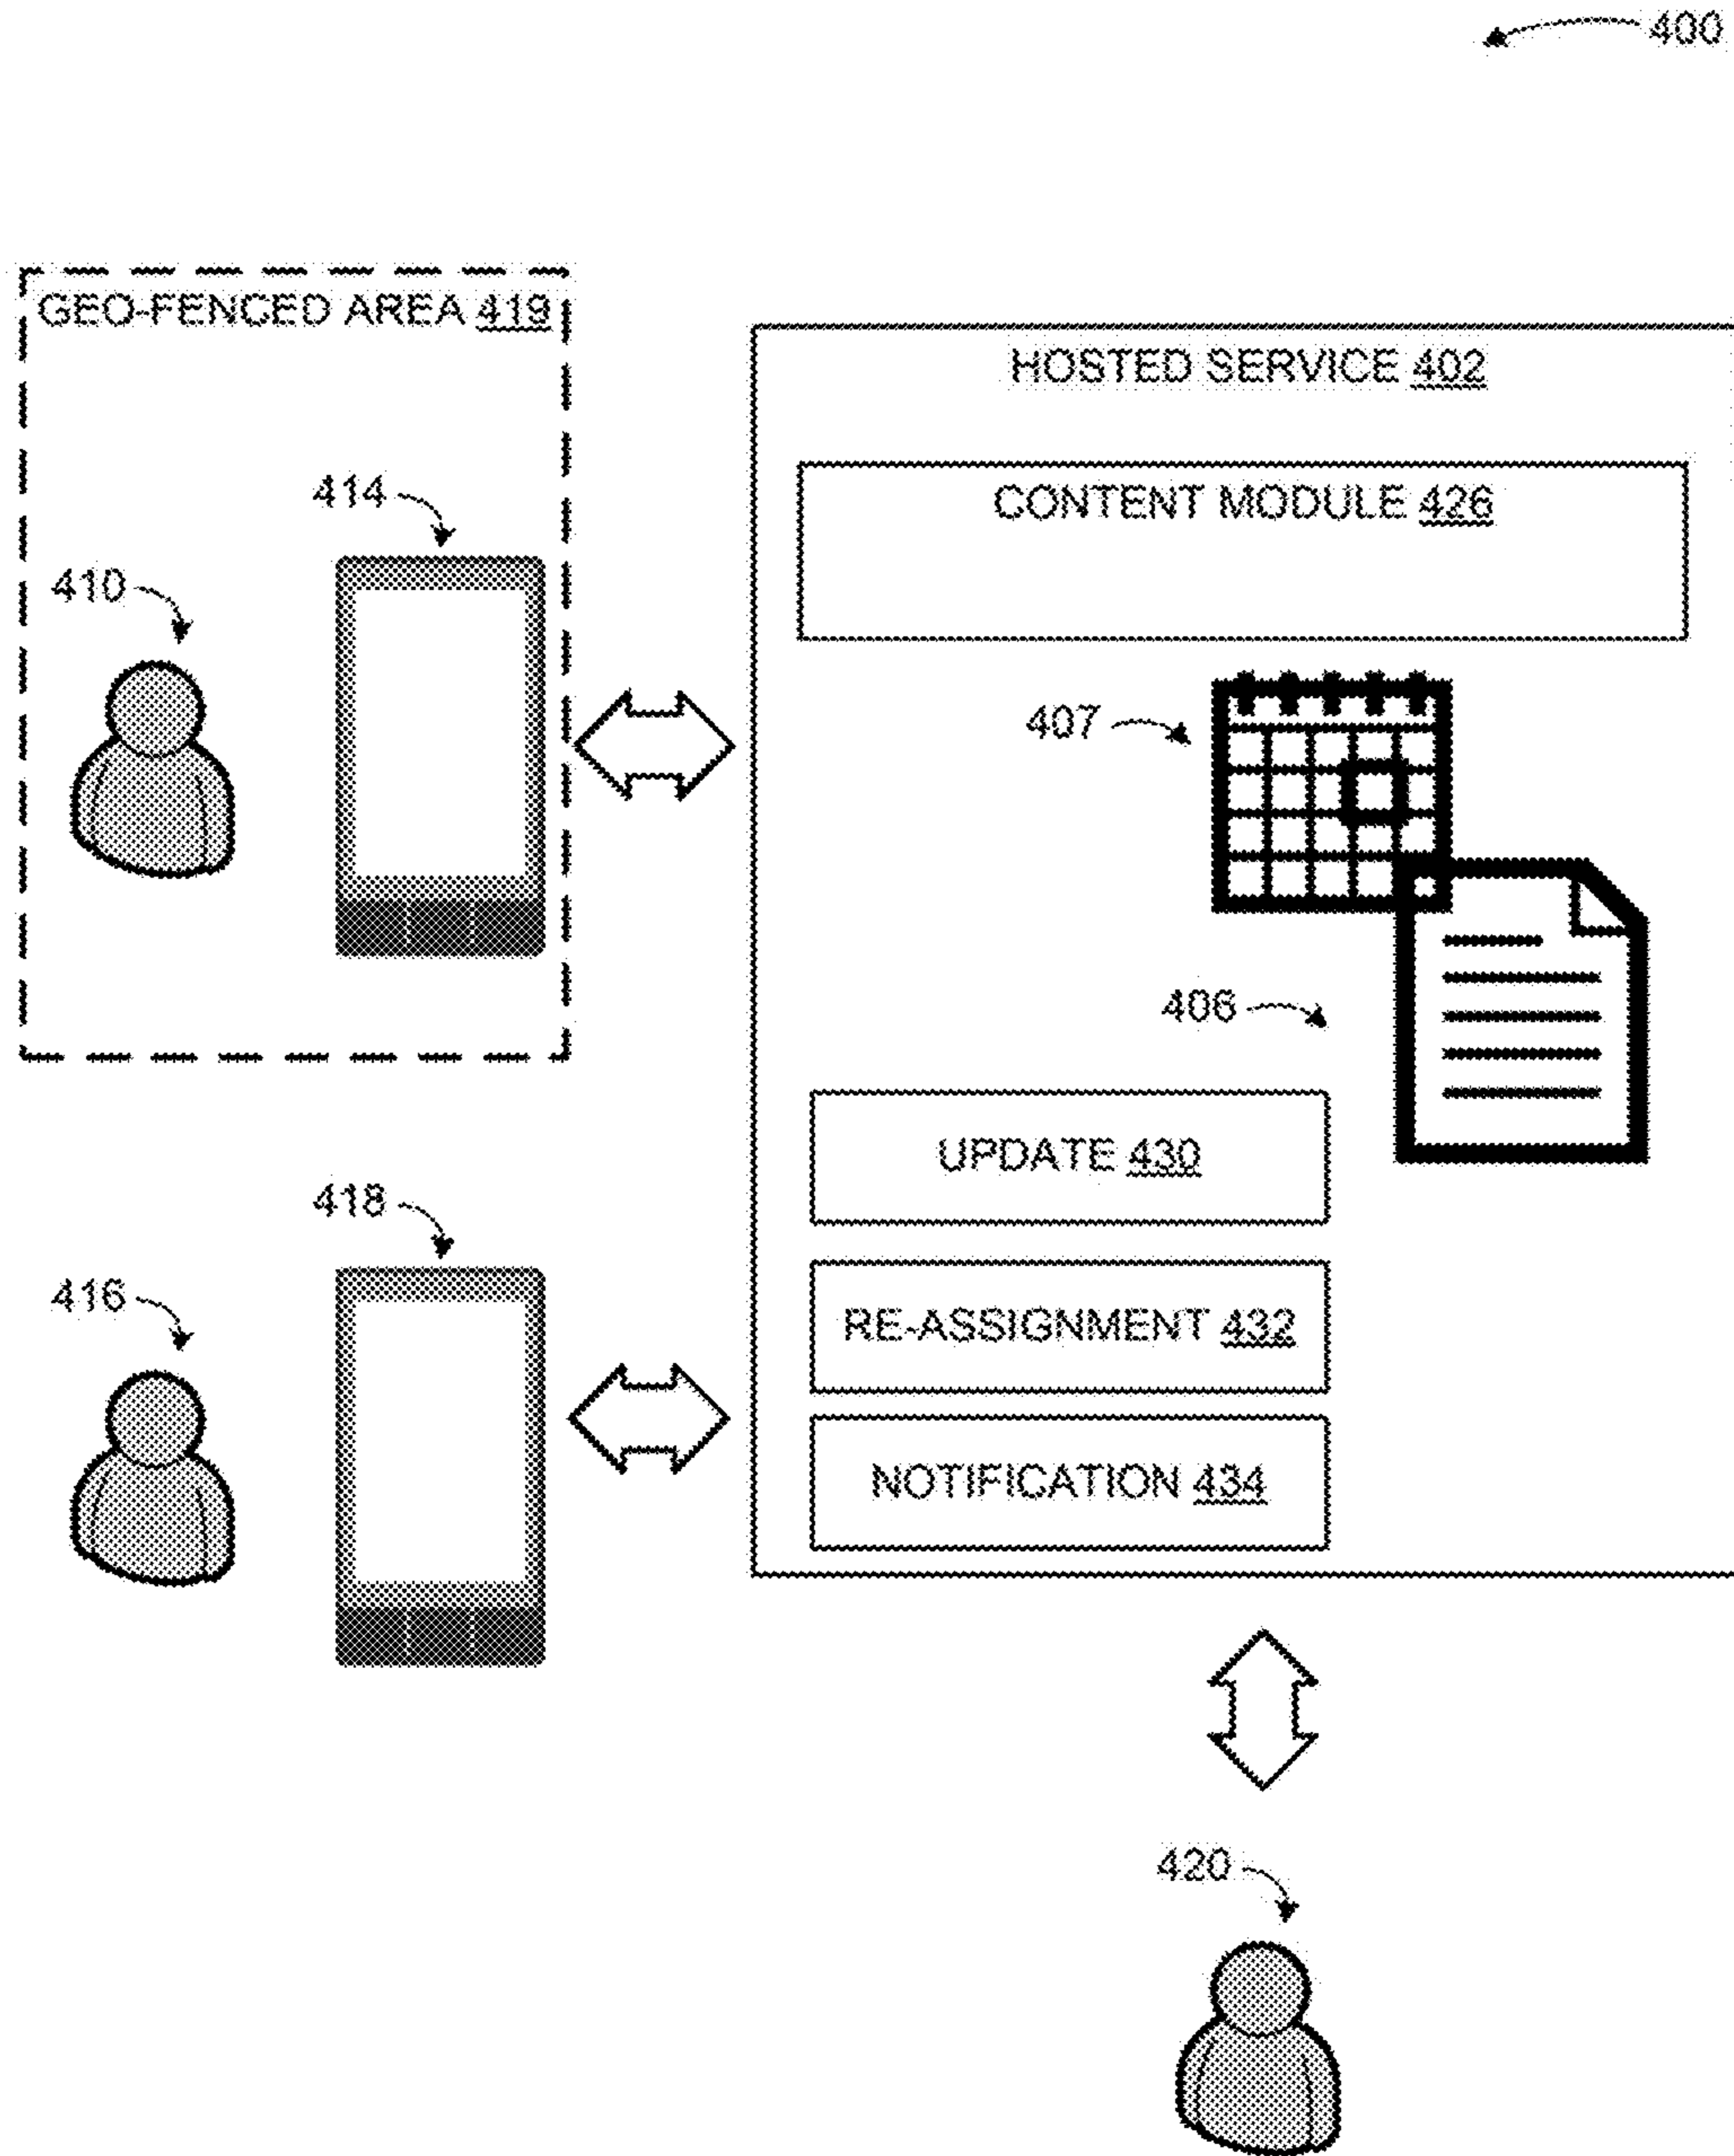 400
GEO-FENCED AREA 419
HOSTED SERVICE 402
CONTENT MODULE 426
414
410
407
406
UPDATE 430
418
RE-ASSIGNMENT 432
416
NOTIFICATION 434
420